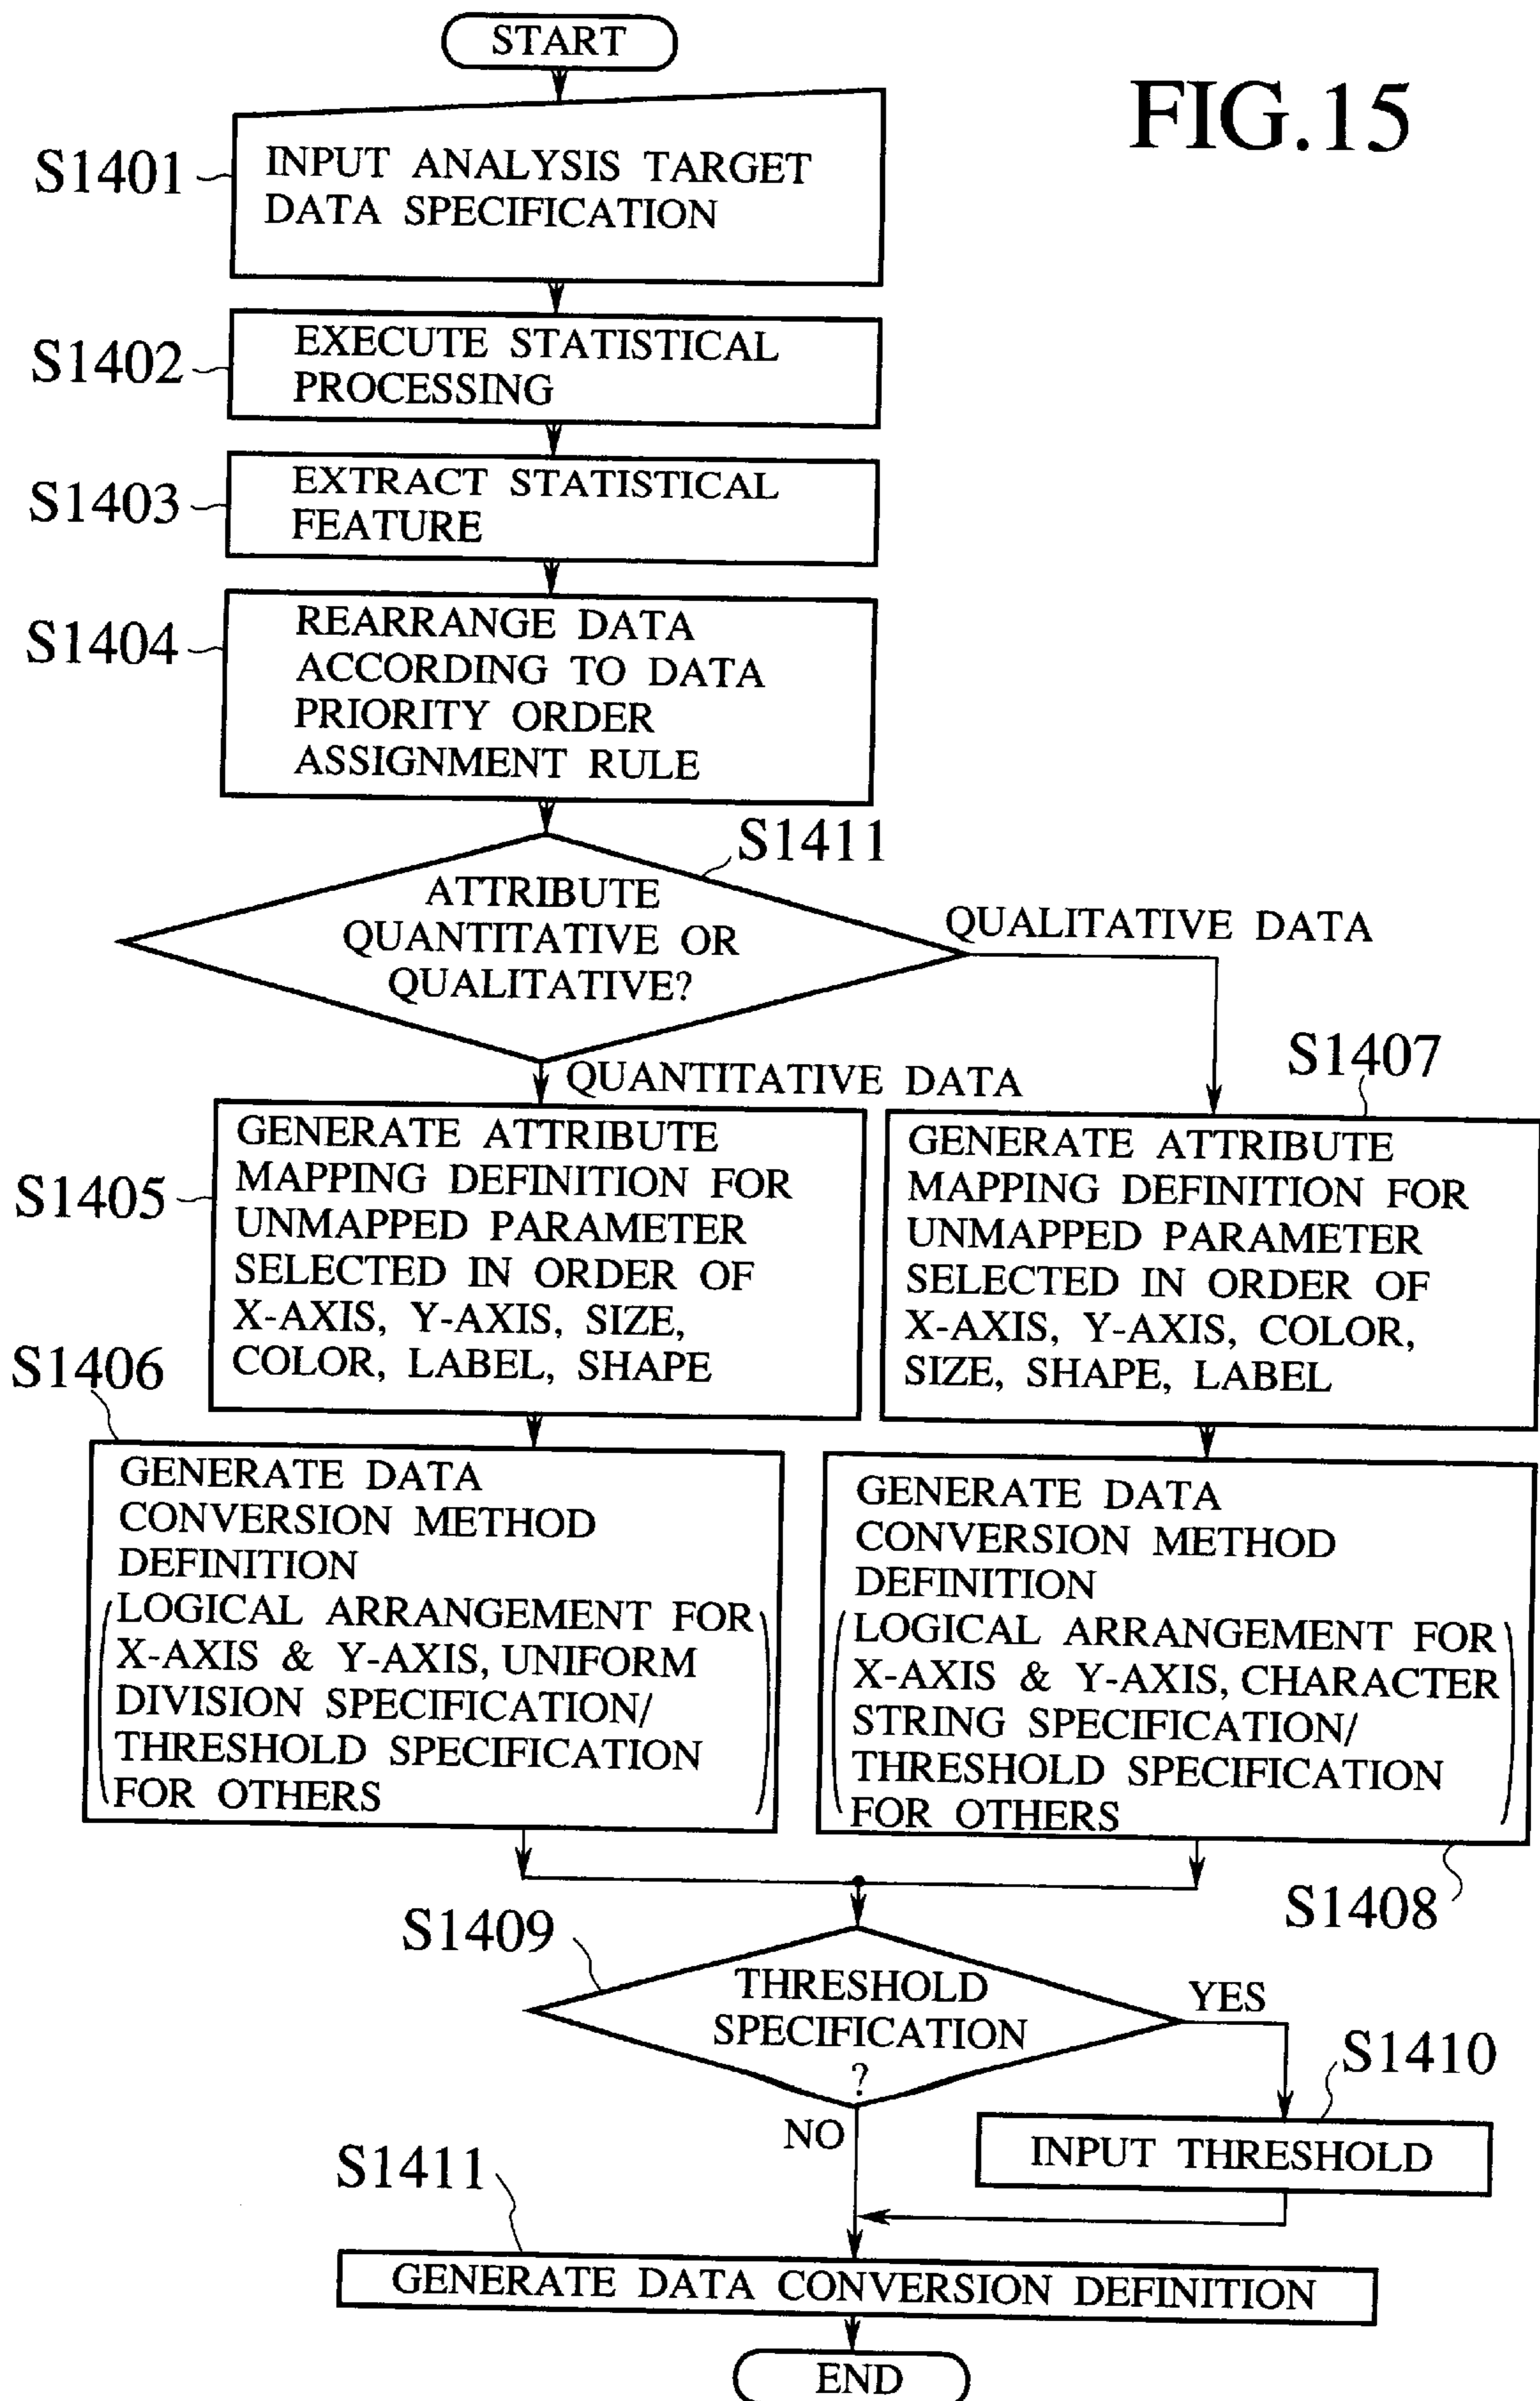 START
FIG.15
S1401
INPUT ANALYSIS TARGET
DATA SPECIFICATION
S1402
EXECUTE STATISTICAL
PROCESSING
S1403
EXTRACT STATISTICAL
FEATURE
S1404
REARRANGE DATA
ACCORDING TO DATA
PRIORITY ORDER
ASSIGNMENT RULE
S1411
ATTRIBUTE
QUANTITATIVE OR
QUALITATIVE?
QUALITATIVE DATA
QUANTITATIVE DATA
S1405
GENERATE ATTRIBUTE
MAPPING DEFINITION FOR
UNMAPPED PARAMETER
SELECTED IN ORDER OF
X-AXIS, Y-AXIS, SIZE,
COLOR, LABEL, SHAPE
S1407
GENERATE ATTRIBUTE
MAPPING DEFINITION FOR
UNMAPPED PARAMETER
SELECTED IN ORDER OF
X-AXIS, Y-AXIS, COLOR,
SIZE, SHAPE, LABEL
S1406
GENERATE DATA
CONVERSION METHOD
DEFINITION
(LOGICAL ARRANGEMENT FOR
X-AXIS & Y-AXIS, UNIFORM
DIVISION SPECIFICATION/
THRESHOLD SPECIFICATION
FOR OTHERS)
GENERATE DATA
CONVERSION METHOD
DEFINITION
(LOGICAL ARRANGEMENT FOR
X-AXIS & Y-AXIS, CHARACTER
STRING SPECIFICATION/
THRESHOLD SPECIFICATION
FOR OTHERS)
S1408
S1409
THRESHOLD
SPECIFICATION
?
YES
NO
S1410
INPUT THRESHOLD
S1411
GENERATE DATA CONVERSION DEFINITION
END